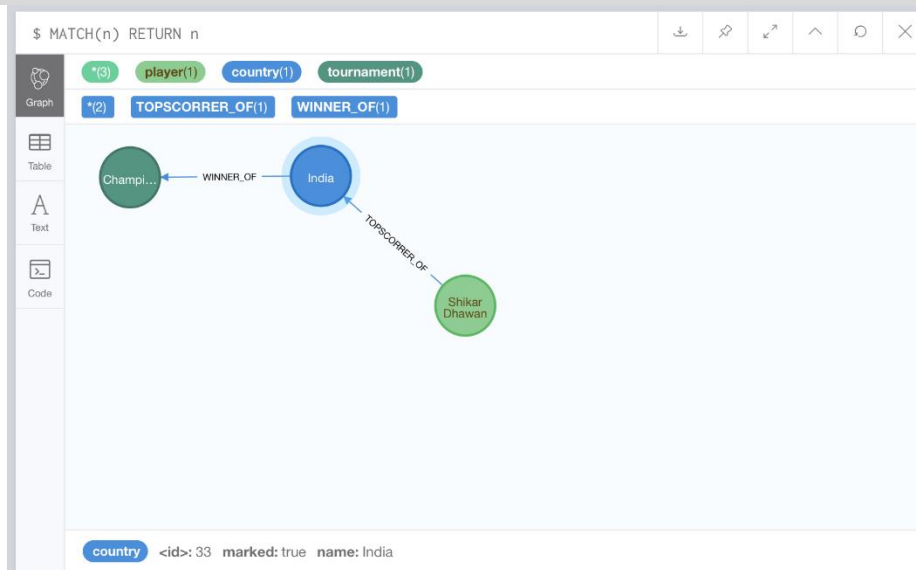 $ MATCH(n) RETURN n
Graph
*(3) player(1) country(1) tournament(1)
*(2) TOPSCORRER_OF(1) WINNER_OF(1)
Table
A
Text
Code
Champi...
WINNER_OF
India
TOPSCORRER_OF
Shikar
Dhawan
country <id>: 33 marked: true name: India